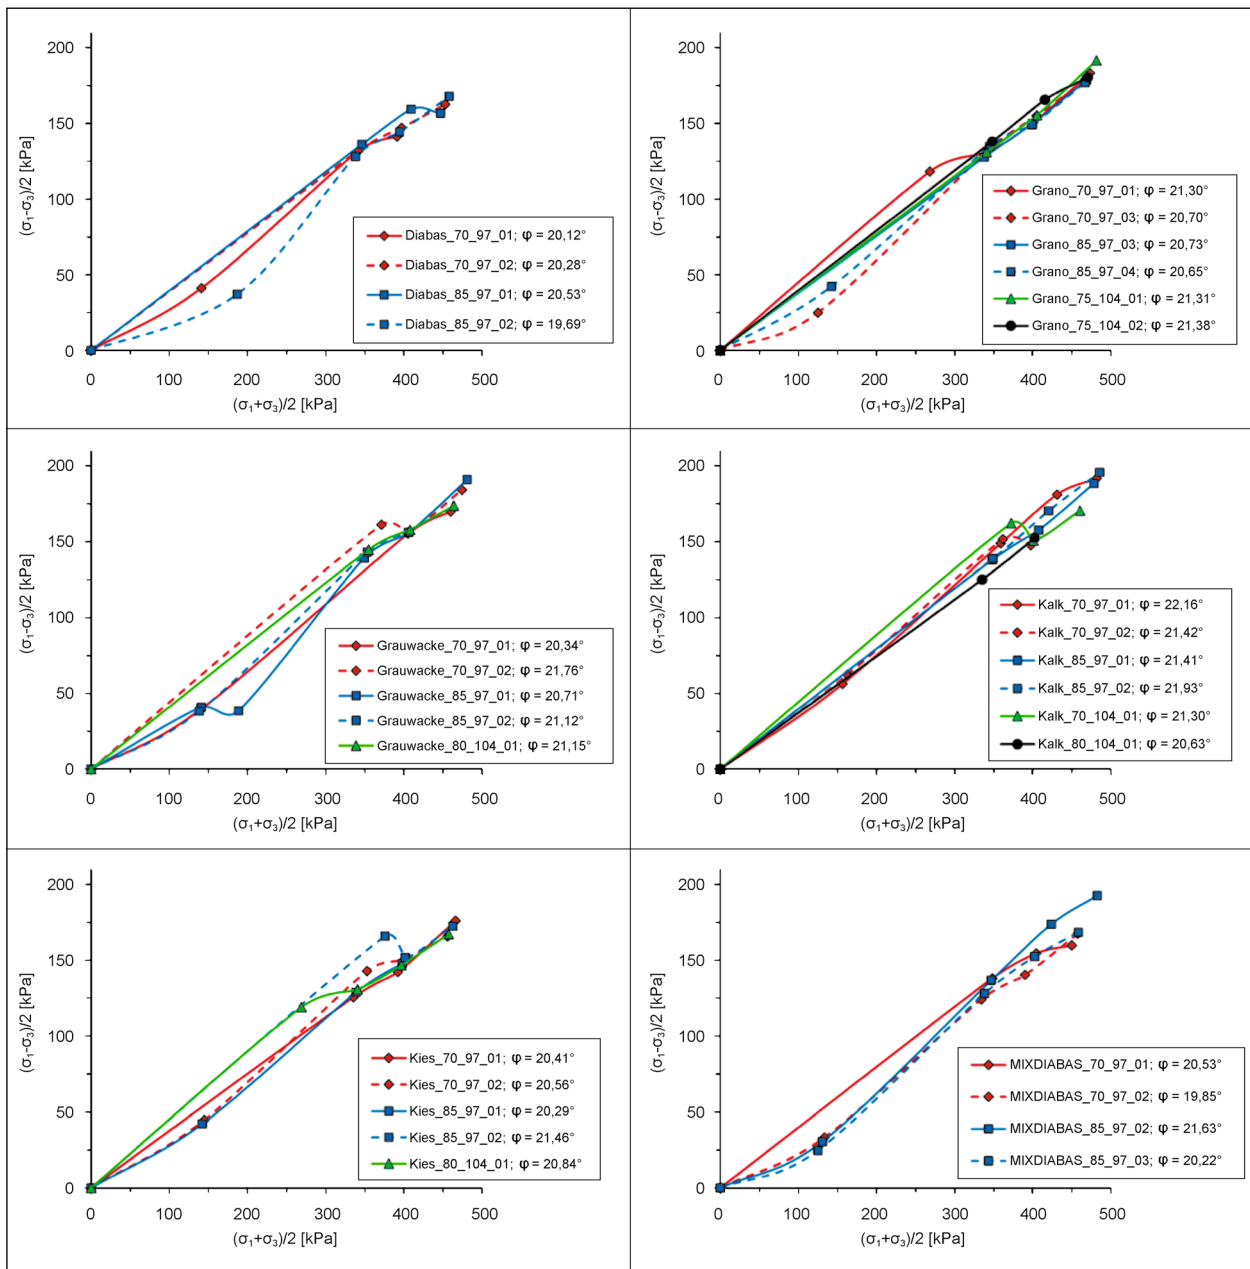 200
150
100
50
0
(σ₁-σ₃)/2 [kPa]
Diabas_70_97_01; φ = 20,12°
Diabas_70_97_02; φ = 20,28°
Diabas_85_97_01; φ = 20,53°
Diabas_85_97_02; φ = 19,69°
0 100 200 300 400 500
(σ₁+σ₃)/2 [kPa]
200
150
100
50
0
(σ₁-σ₃)/2 [kPa]
Grano_70_97_01; φ = 21,30°
Grano_70_97_03; φ = 20,70°
Grano_85_97_03; φ = 20,73°
Grano_85_97_04; φ = 20,65°
Grano_75_104_01; φ = 21,31°
Grano_75_104_02; φ = 21,38°
0 100 200 300 400 500
(σ₁+σ₃)/2 [kPa]
200
150
100
50
0
(σ₁-σ₃)/2 [kPa]
Grauwacke_70_97_01; φ = 20,34°
Grauwacke_70_97_02; φ = 21,76°
Grauwacke_85_97_01; φ = 20,71°
Grauwacke_85_97_02; φ = 21,12°
Grauwacke_80_104_01; φ = 21,15°
0 100 200 300 400 500
(σ₁+σ₃)/2 [kPa]
200
150
100
50
0
(σ₁-σ₃)/2 [kPa]
Kalk_70_97_01; φ = 22,16°
Kalk_70_97_02; φ = 21,42°
Kalk_85_97_01; φ = 21,41°
Kalk_85_97_02; φ = 21,93°
Kalk_70_104_01; φ = 21,30°
Kalk_80_104_01; φ = 20,63°
0 100 200 300 400 500
(σ₁+σ₃)/2 [kPa]
200
150
100
50
0
(σ₁-σ₃)/2 [kPa]
Kies_70_97_01; φ = 20,41°
Kies_70_97_02; φ = 20,56°
Kies_85_97_01; φ = 20,29°
Kies_85_97_02; φ = 21,46°
Kies_80_104_01; φ = 20,84°
0 100 200 300 400 500
(σ₁+σ₃)/2 [kPa]
200
150
100
50
0
(σ₁-σ₃)/2 [kPa]
MIXDIABAS_70_97_01; φ = 20,53°
MIXDIABAS_70_97_02; φ = 19,85°
MIXDIABAS_85_97_02; φ = 21,63°
MIXDIABAS_85_97_03; φ = 20,22°
0 100 200 300 400 500
(σ₁+σ₃)/2 [kPa]